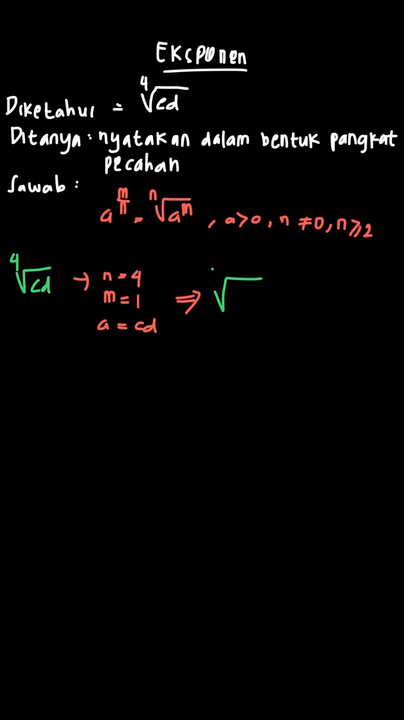 Eksponen
Diketahui = ⁴√cd
Ditanya : nyatakan dalam bentuk pangkat
pecahan
Jawab :
a^(m/n) = ⁿ√(a^m) , a>0, n ≠0, n≥2
⁴√cd → n = 4
m = 1
a = cd
⇒ √